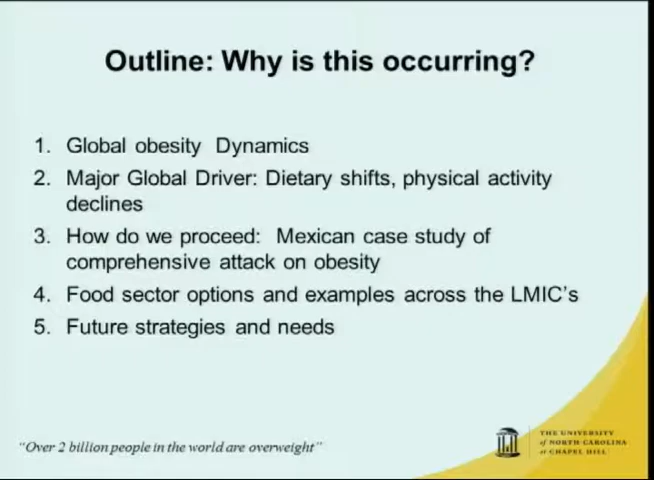 Outline: Why is this occurring?
1. Global obesity Dynamics
2. Major Global Driver: Dietary shifts, physical activity
declines
3. How do we proceed: Mexican case study of
comprehensive attack on obesity
4. Food sector options and examples across the LMIC's
5. Future strategies and needs
"Over 2 billion people in the world are overweight"
THE UNIVERSITY
of NORTH CAROLINA
at CHAPEL HILL